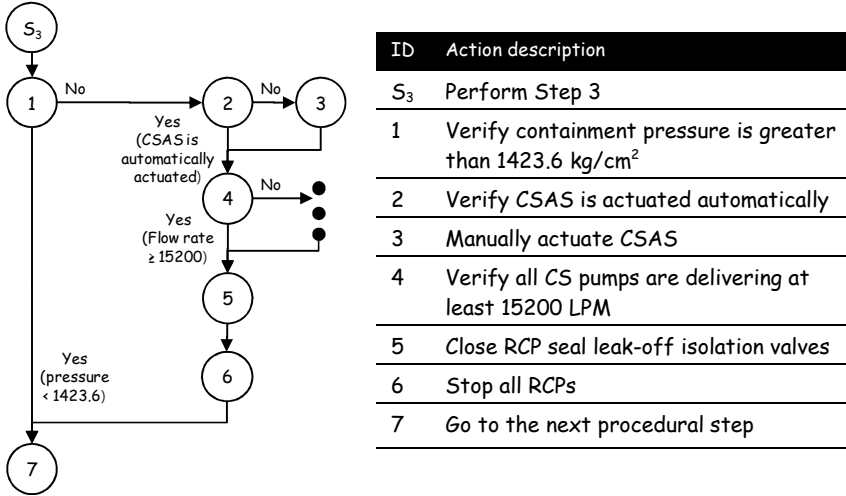 S₃
1
No
2
No
3
Yes
(CSAS is
automatically
actuated)
4
No
Yes
(Flow rate
≥ 15200)
5
6
Yes
(pressure
< 1423.6)
7
ID Action description
S₃ Perform Step 3
1 Verify containment pressure is greater
than 1423.6 kg/cm²
2 Verify CSAS is actuated automatically
3 Manually actuate CSAS
4 Verify all CS pumps are delivering at
least 15200 LPM
5 Close RCP seal leak-off isolation valves
6 Stop all RCPs
7 Go to the next procedural step